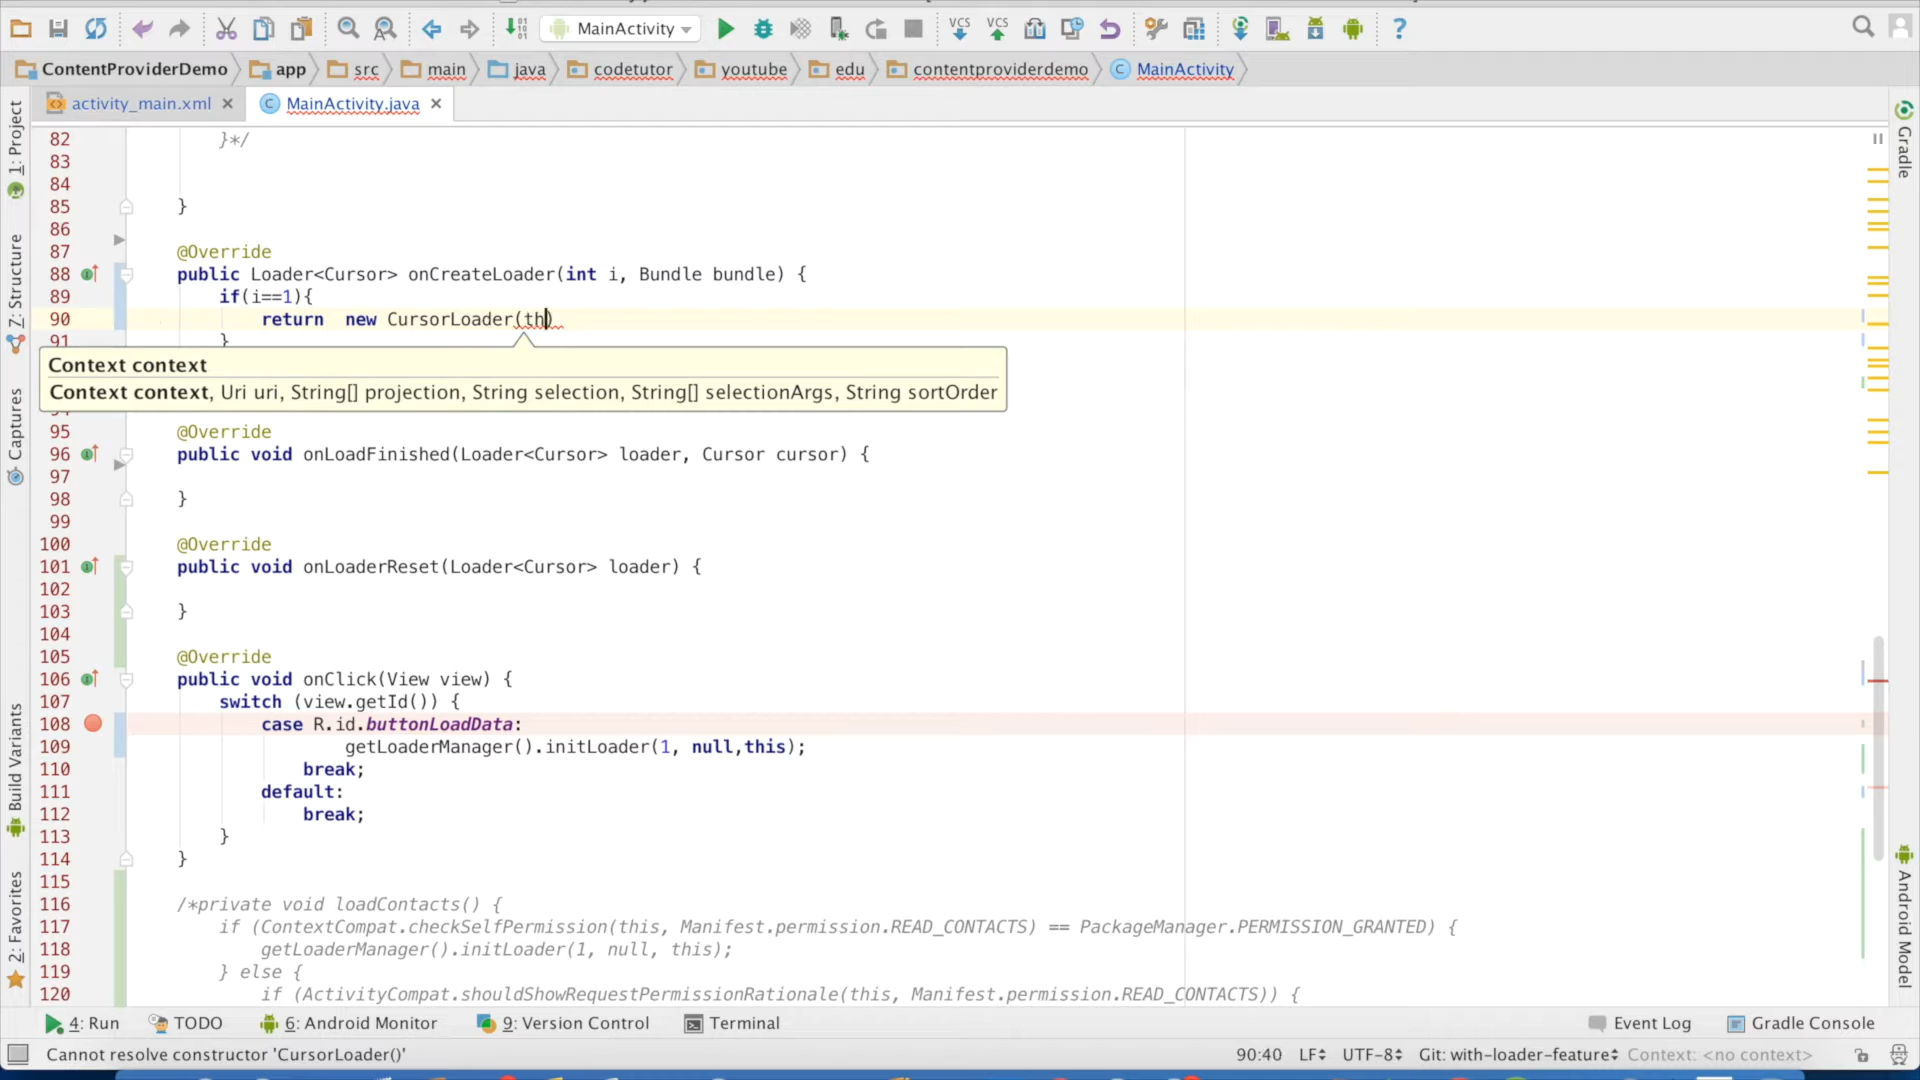 MainActivity
VCS VCS
ContentProviderDemo app src main java codetutor youtube edu contentproviderdemo MainActivity
activity_main.xml MainActivity.java
1: Project
Z: Structure
Captures
Build Variants
2: Favorites
Gradle
Android Model
82 }*/
83
84
85 }
86
87 @Override
88 public Loader<Cursor> onCreateLoader(int i, Bundle bundle) {
89 if(i==1){
90 return new CursorLoader(th)
91 }
Context context
Context context, Uri uri, String[] projection, String selection, String[] selectionArgs, String sortOrder
95 @Override
96 public void onLoadFinished(Loader<Cursor> loader, Cursor cursor) {
97
98 }
99
100 @Override
101 public void onLoaderReset(Loader<Cursor> loader) {
102
103 }
104
105 @Override
106 public void onClick(View view) {
107 switch (view.getId()) {
108 case R.id.buttonLoadData:
109 getLoaderManager().initLoader(1, null,this);
110 break;
111 default:
112 break;
113 }
114 }
115
116 /*private void loadContacts() {
117 if (ContextCompat.checkSelfPermission(this, Manifest.permission.READ_CONTACTS) == PackageManager.PERMISSION_GRANTED) {
118 getLoaderManager().initLoader(1, null, this);
119 } else {
120 if (ActivityCompat.shouldShowRequestPermissionRationale(this, Manifest.permission.READ_CONTACTS)) {
4: Run TODO 6: Android Monitor 9: Version Control Terminal Event Log Gradle Console
Cannot resolve constructor 'CursorLoader()' 90:40 LF UTF-8 Git: with-loader-feature Context: <no context>